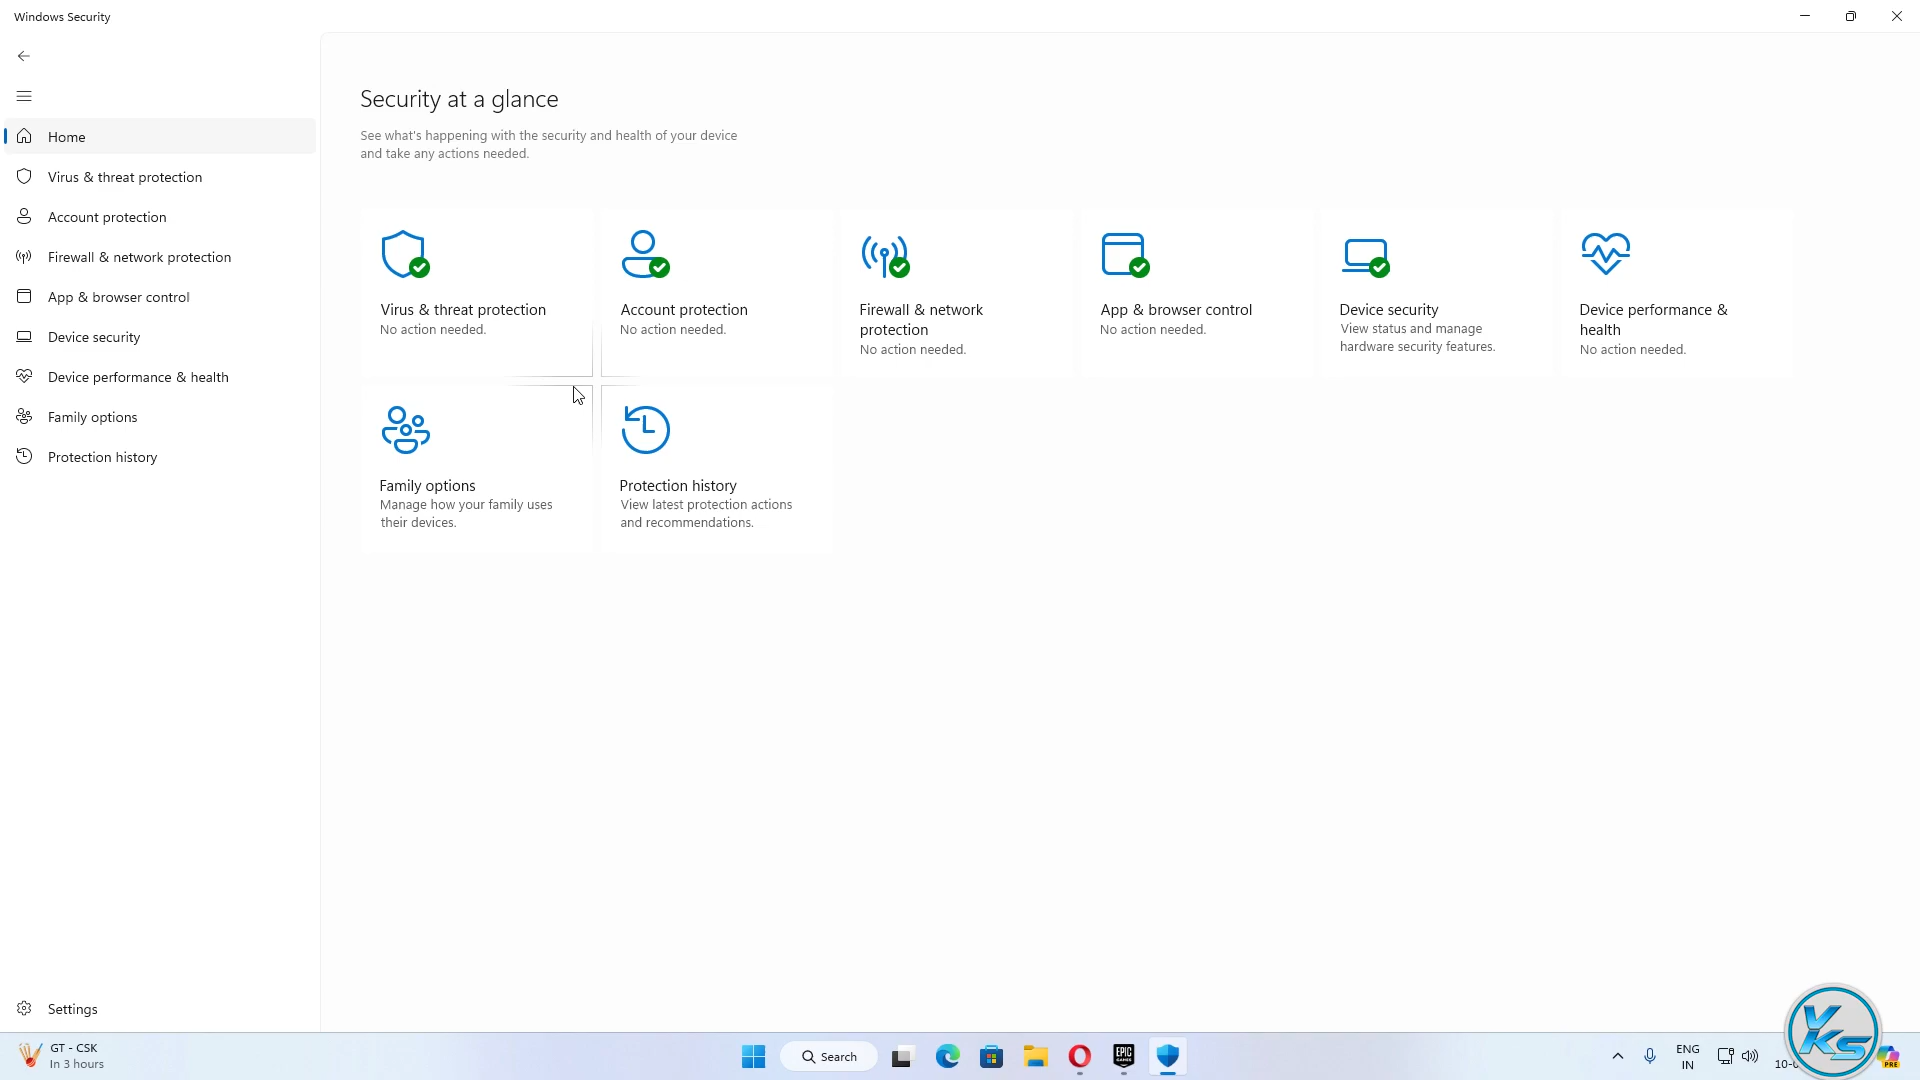 Windows Security
Home
Virus & threat protection
Account protection
Firewall & network protection
App & browser control
Device security
Device performance & health
Family options
Protection history
Settings
Security at a glance
See what's happening with the security and health of your device
and take any actions needed.
Virus & threat protection
No action needed.
Account protection
No action needed.
Firewall & network
protection
No action needed.
App & browser control
No action needed.
Device security
View status and manage
hardware security features.
Device performance &
health
No action needed.
Family options
Manage how your family uses
their devices.
Protection history
View latest protection actions
and recommendations.
GT - CSK
In 3 hours
Search
EPIC
GAMES
ENG
IN
YKS
PRE